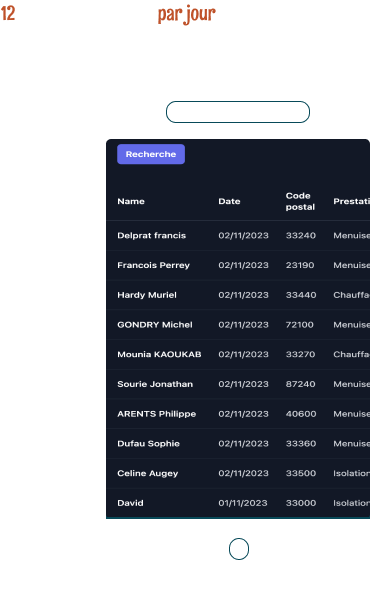 12 par jour
Recherche
Name Date Code postal Prestati
Delprat francis 02/11/2023 33240 Menuise
Francois Perrey 02/11/2023 23190 Menuise
Hardy Muriel 02/11/2023 33440 Chauffa
GONDRY Michel 02/11/2023 72100 Menuise
Mounia KAOUKAB 02/11/2023 33270 Chauffa
Sourie Jonathan 02/11/2023 87240 Menuise
ARENTS Philippe 02/11/2023 40600 Menuise
Dufau Sophie 02/11/2023 33360 Menuise
Celine Augey 02/11/2023 33500 Isolation
David 01/11/2023 33000 Isolation